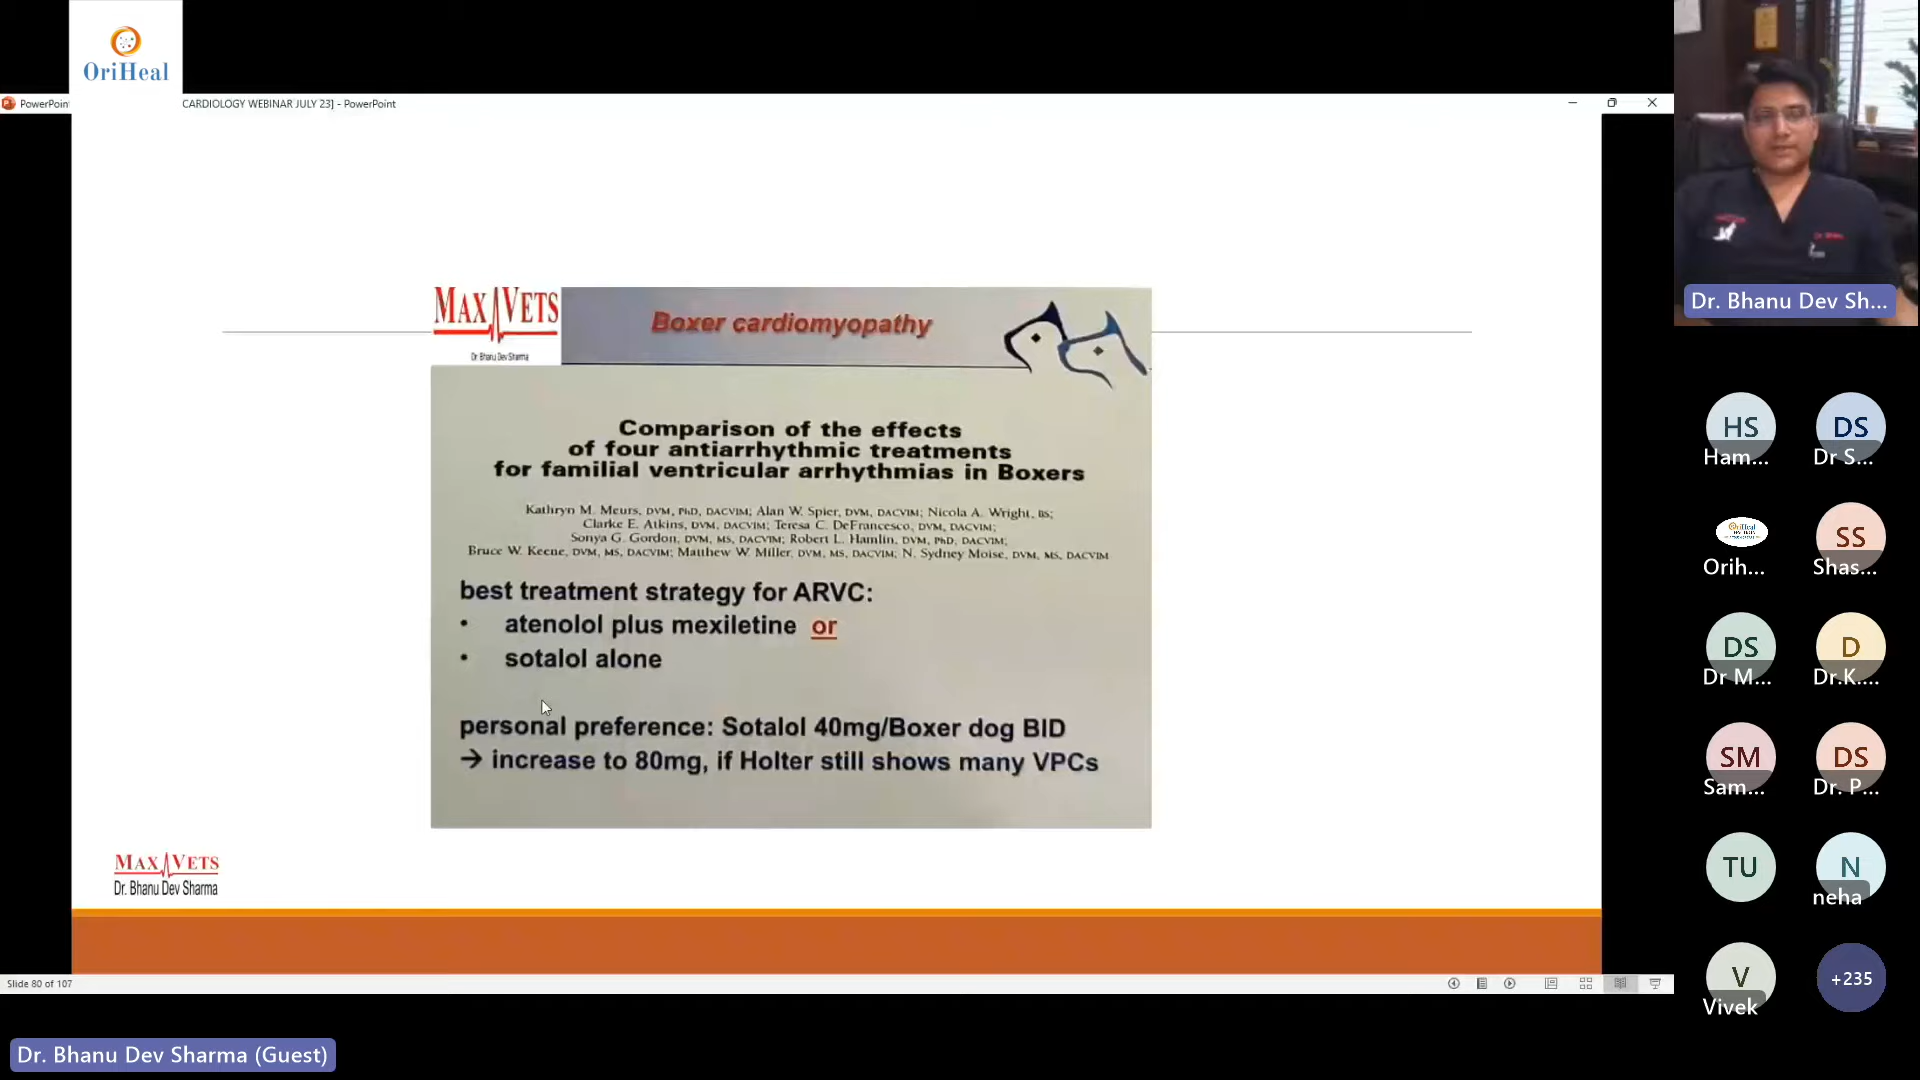 OriHeal
PowerPoin
CARDIOLOGY WEBINAR JULY 23] - PowerPoint
MAX VETS
Dr. Bhanu Dev Sharma
Boxer cardiomyopathy
Comparison of the effects
of four antiarrhythmic treatments
for familial ventricular arrhythmias in Boxers
Kathryn M. Meurs, DVM, PhD, DACVIM; Alan W. Spier, DVM, DACVIM; Nicola A. Wright, BS;
Clarke E. Atkins, DVM, DACVIM; Teresa C. DeFrancesco, DVM, DACVIM;
Sonya G. Gordon, DVM, MS, DACVIM; Robert L. Hamlin, DVM, PhD, DACVIM;
Bruce W. Keene, DVM, MS, DACVIM; Matthew W. Miller, DVM, MS, DACVIM; N. Sydney Moise, DVM, MS, DACVIM
best treatment strategy for ARVC:
• atenolol plus mexiletine or
• sotalol alone
personal preference: Sotalol 40mg/Boxer dog BID
→ increase to 80mg, if Holter still shows many VPCs
MAX VETS
Dr. Bhanu Dev Sharma
Slide 80 of 107
Dr. Bhanu Dev Sharma (Guest)
Dr. Bhanu Dev Sh...
HS
Ham...
DS
Dr S...
Orih...
SS
Shas...
DS
Dr M...
D
Dr.K....
SM
Sam...
DS
Dr. P...
TU
N
neha
V
Vivek
+235